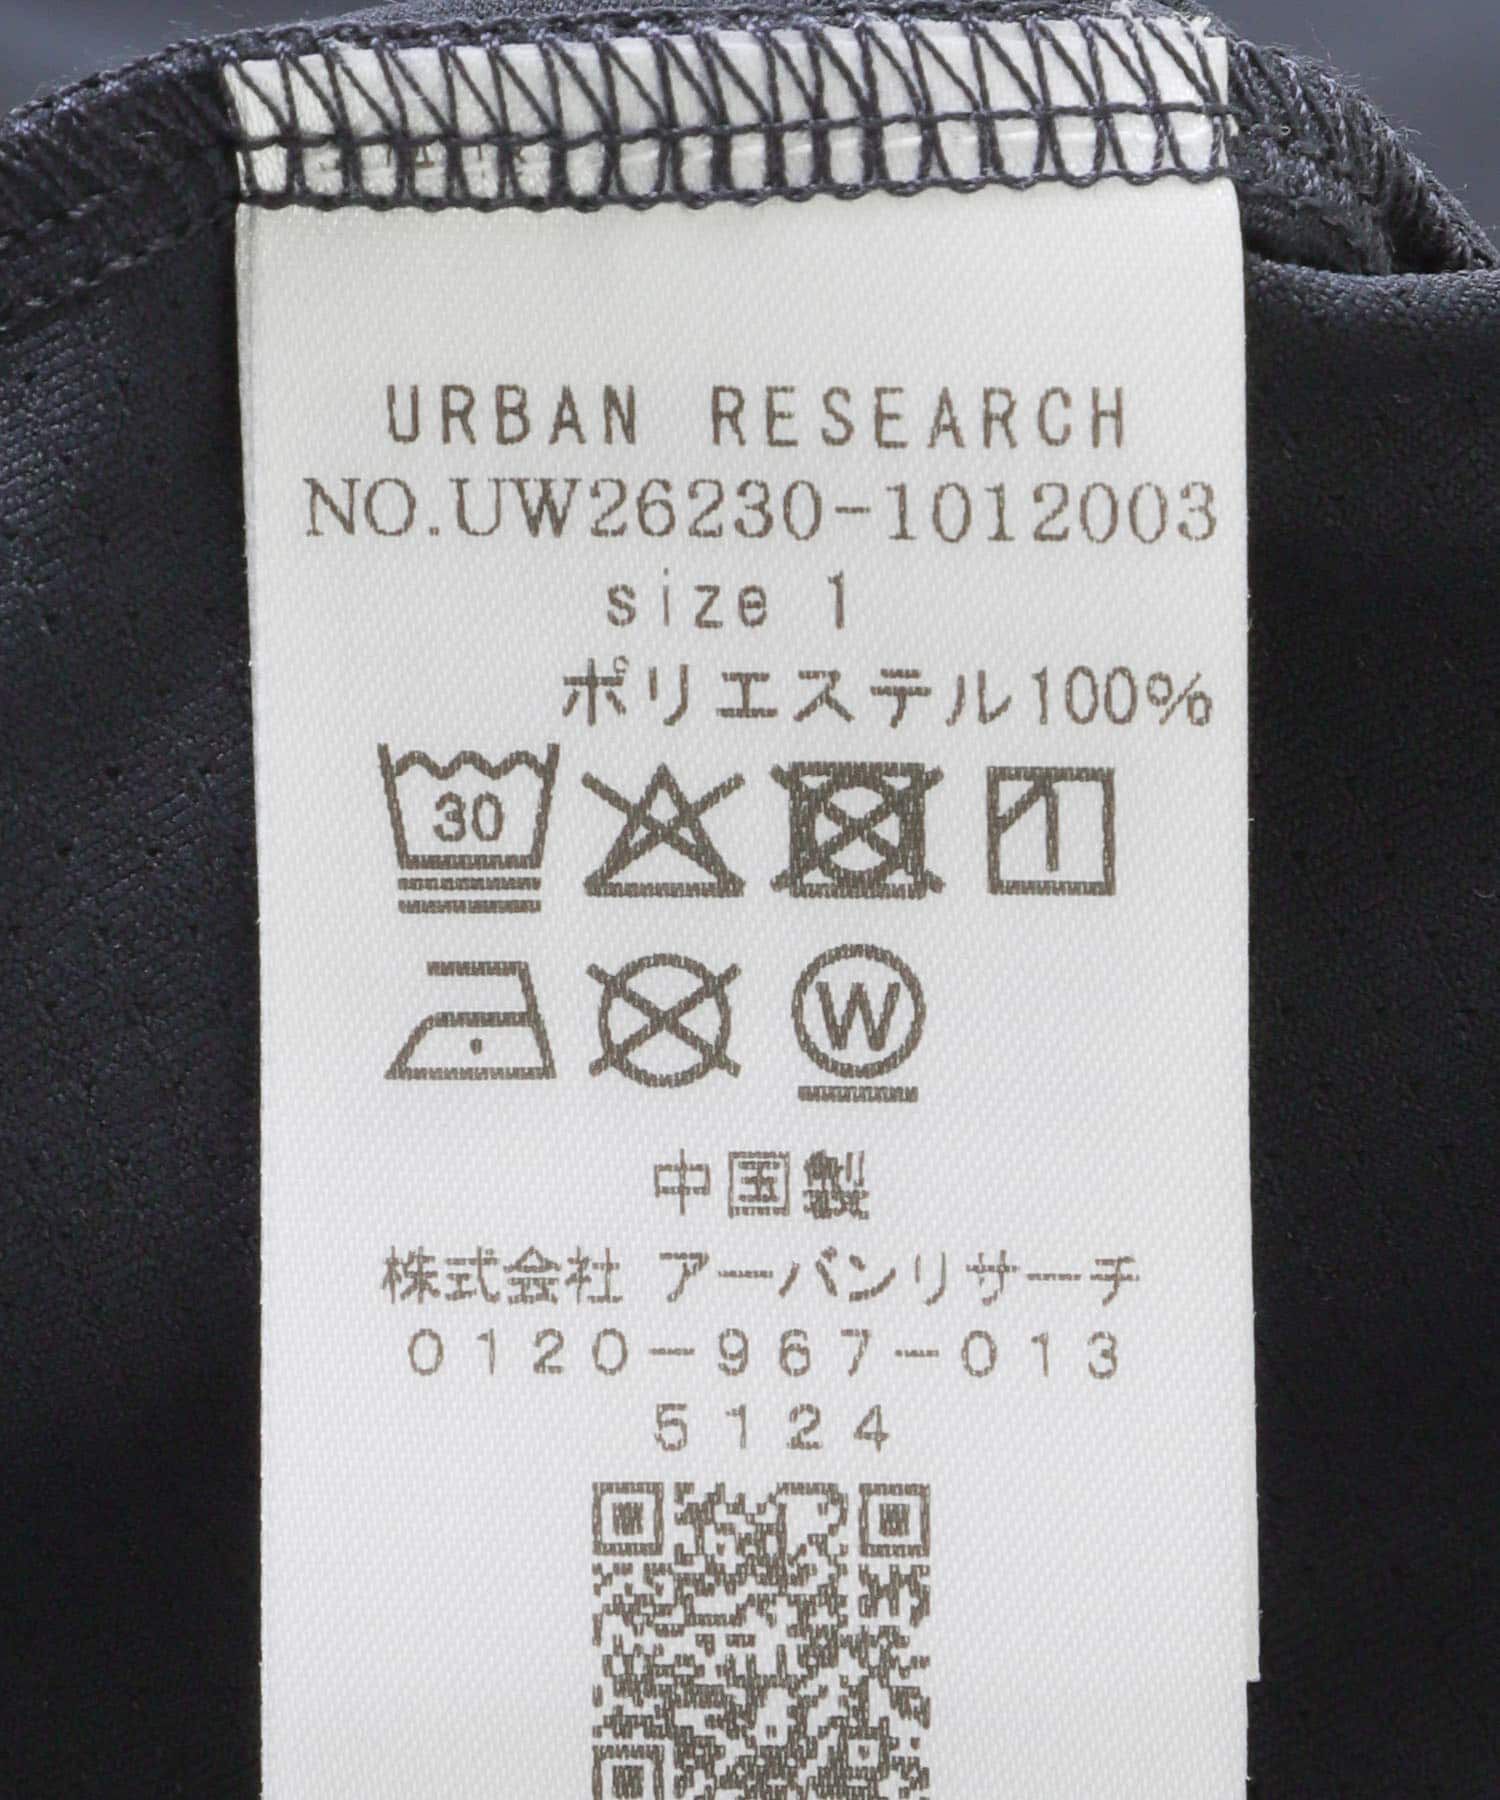 URBAN RESEARCH
NO.UW26230-1012003
size 1
ポリエステル100%
30
W
中国製
株式会社 アーバンリサーチ
0120-967-013
5124